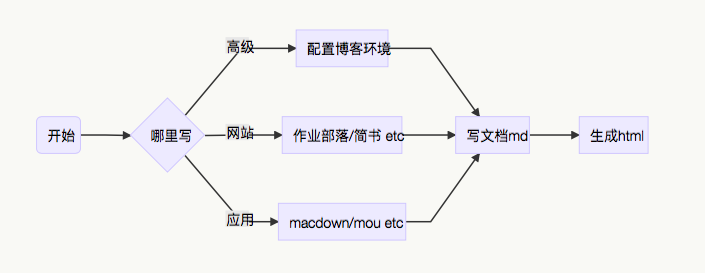 高级
配置博客环境
开始
哪里写
网站
作业部落/简书 etc
写文档md
生成html
应用
macdown/mou etc